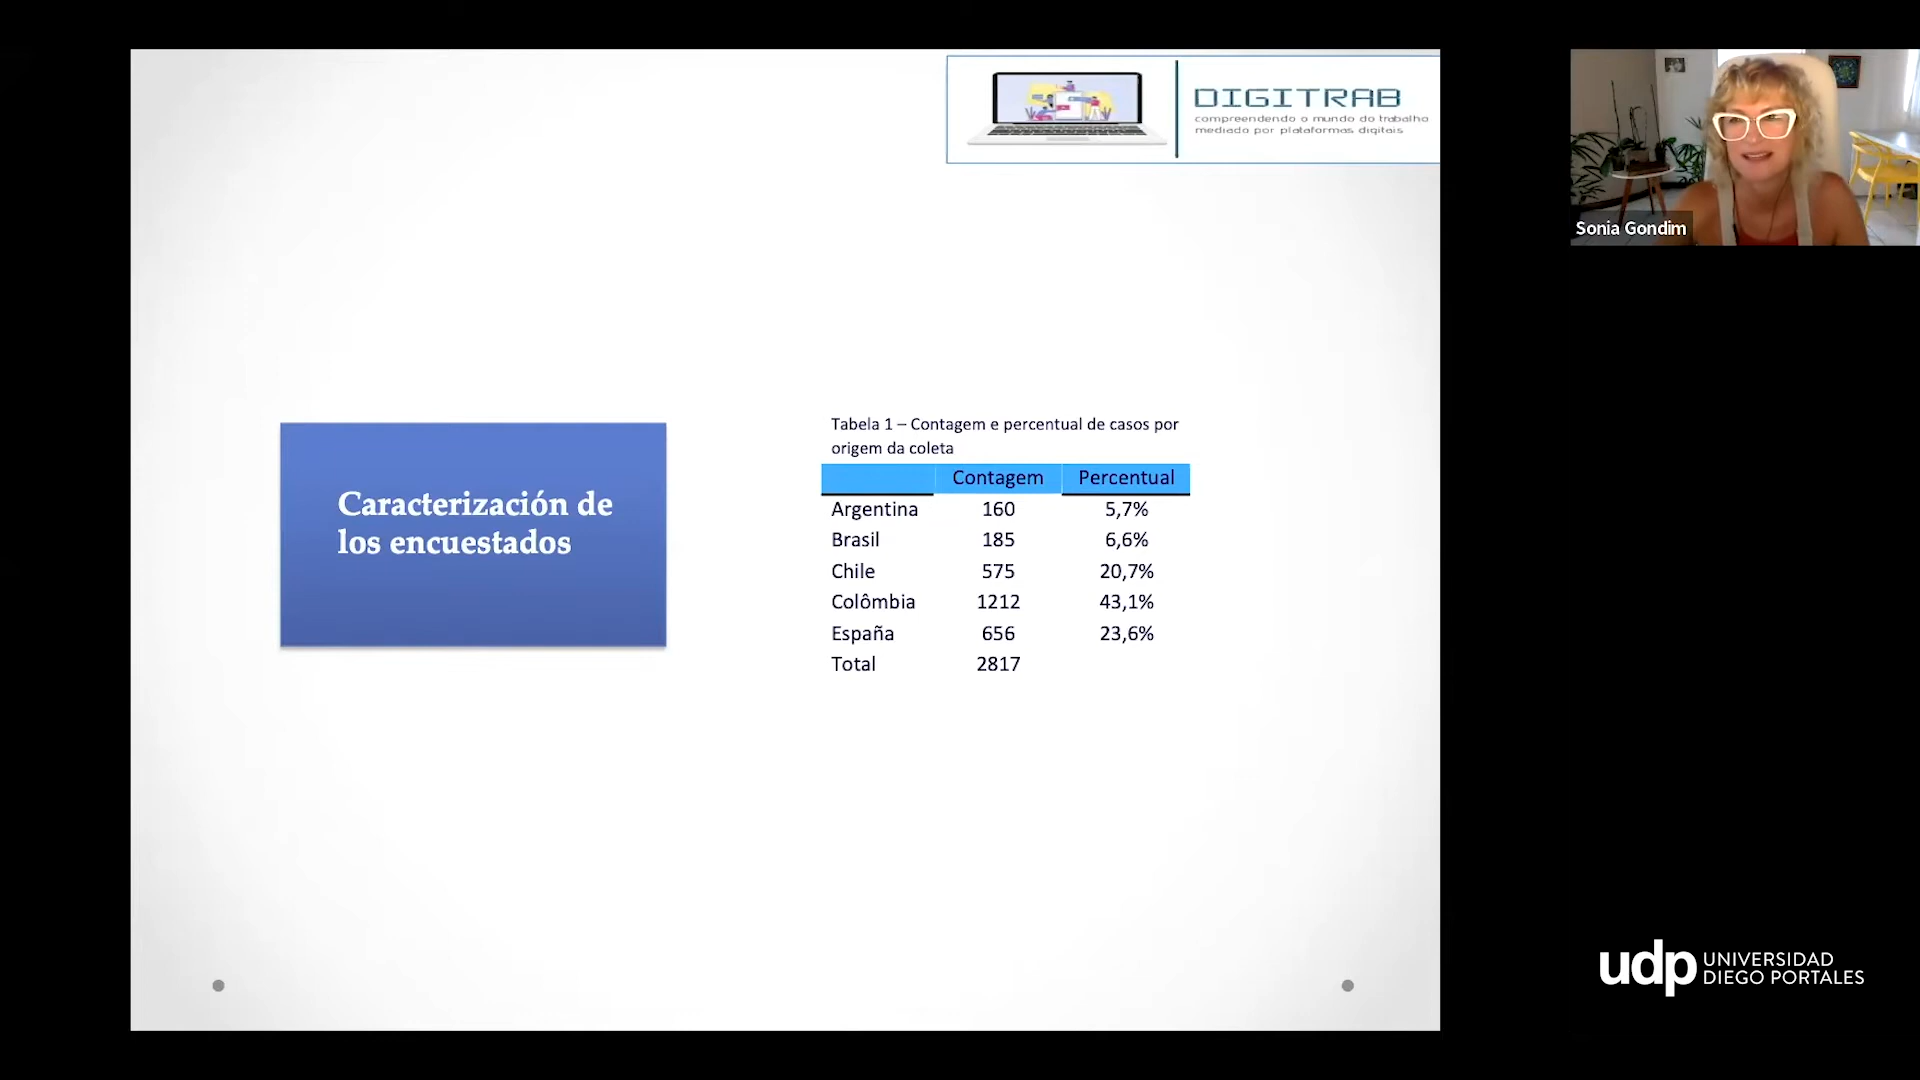 DIGITRAB
compreendendo o mundo do trabalho
mediado por plataformas digitais
Sonia Gondim
Caracterización de
los encuestados
Tabela 1 – Contagem e percentual de casos por
origem da coleta
Contagem Percentual
Argentina 160 5,7%
Brasil 185 6,6%
Chile 575 20,7%
Colômbia 1212 43,1%
España 656 23,6%
Total 2817
udp UNIVERSIDAD
DIEGO PORTALES